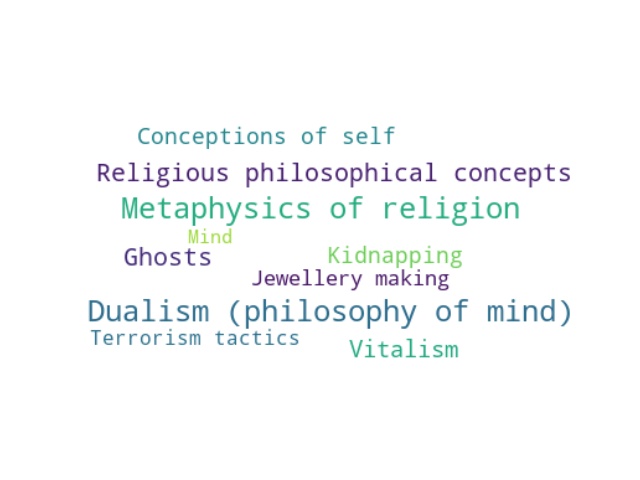 Conceptions of self
Religious philosophical concepts
Metaphysics of religion
Mind
Ghosts
Kidnapping
Jewellery making
Dualism (philosophy of mind)
Terrorism tactics
Vitalism